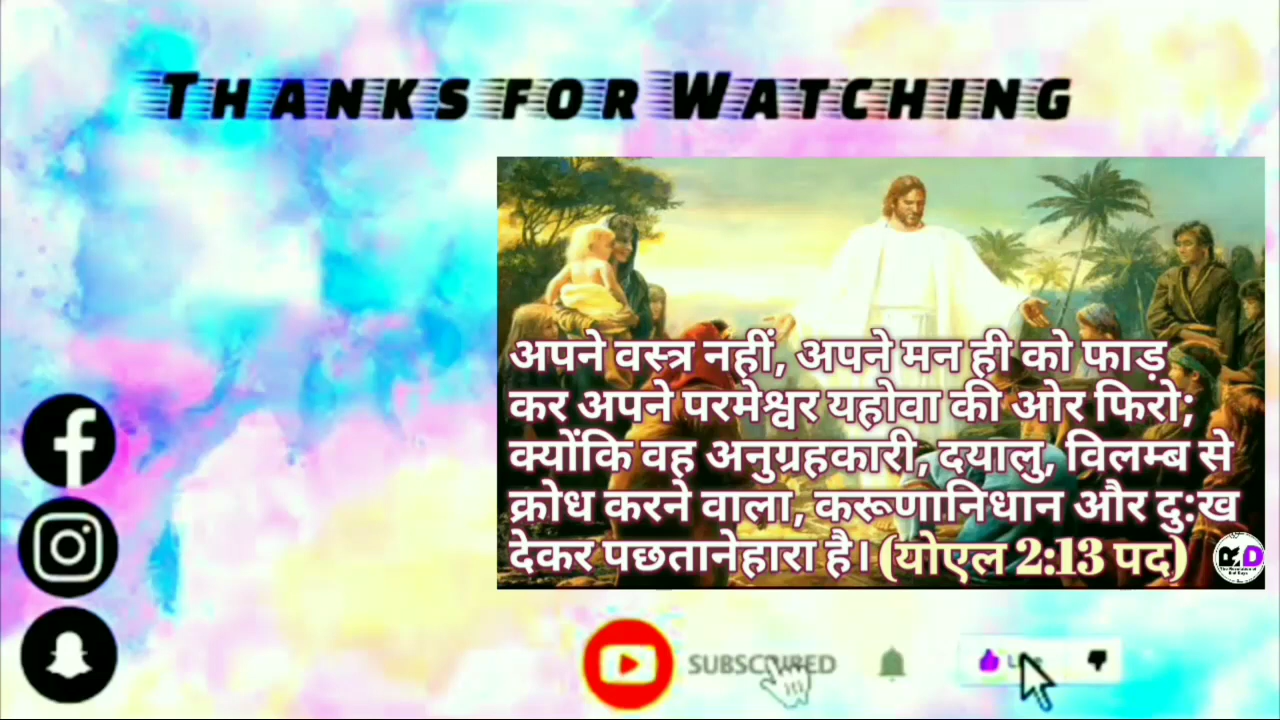 THANKS FOR WATCHING
अपने वस्त्र नहीं, अपने मन ही को फाड़
कर अपने परमेश्वर यहोवा की ओर फिरो;
क्योंकि वह अनुग्रहकारी, दयालु, विलम्ब से
क्रोध करने वाला, करूणानिधान और दु:ख
देकर पछतानेहारा है। (योएल 2:13 पद)
SUBSCRIBED